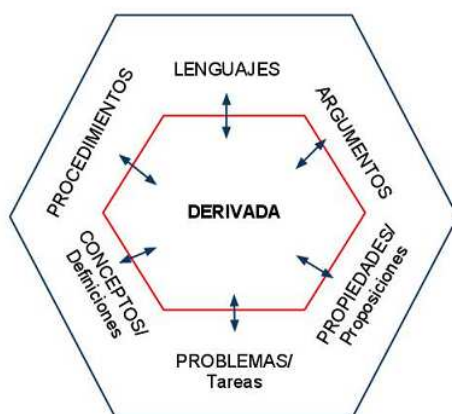 LENGUAJES
PROCEDIMIENTOS
ARGUMENTOS
DERIVADA
CONCEPTOS/
Definiciones
PROPIEDADES/
Proposiciones
PROBLEMAS/
Tareas